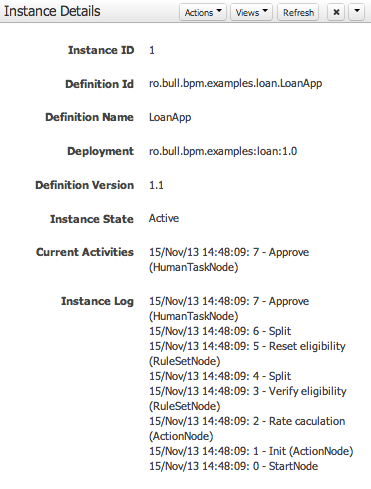 Instance Details Actions Views Refresh
Instance ID 1
Definition Id ro.bull.bpm.examples.loan.LoanApp
Definition Name LoanApp
Deployment ro.bull.bpm.examples:loan:1.0
Definition Version 1.1
Instance State Active
Current Activities 15/Nov/13 14:48:09: 7 - Approve
(HumanTaskNode)
Instance Log 15/Nov/13 14:48:09: 7 - Approve
(HumanTaskNode)
15/Nov/13 14:48:09: 6 - Split
15/Nov/13 14:48:09: 5 - Reset eligibility
(RuleSetNode)
15/Nov/13 14:48:09: 4 - Split
15/Nov/13 14:48:09: 3 - Verify eligibility
(RuleSetNode)
15/Nov/13 14:48:09: 2 - Rate caculation
(ActionNode)
15/Nov/13 14:48:09: 1 - Init (ActionNode)
15/Nov/13 14:48:09: 0 - StartNode